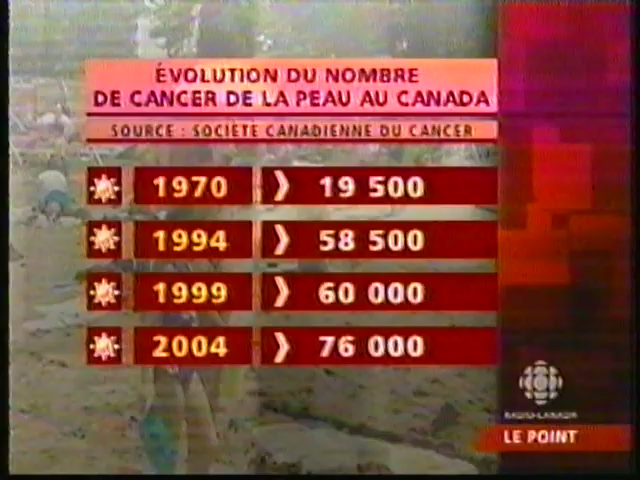 ÉVOLUTION DU NOMBRE
DE CANCER DE LA PEAU AU CANADA
SOURCE : SOCIÉTÉ CANADIENNE DU CANCER
1970 19 500
1994 58 500
1999 60 000
2004 76 000
RADIO-CANADA
LE POINT